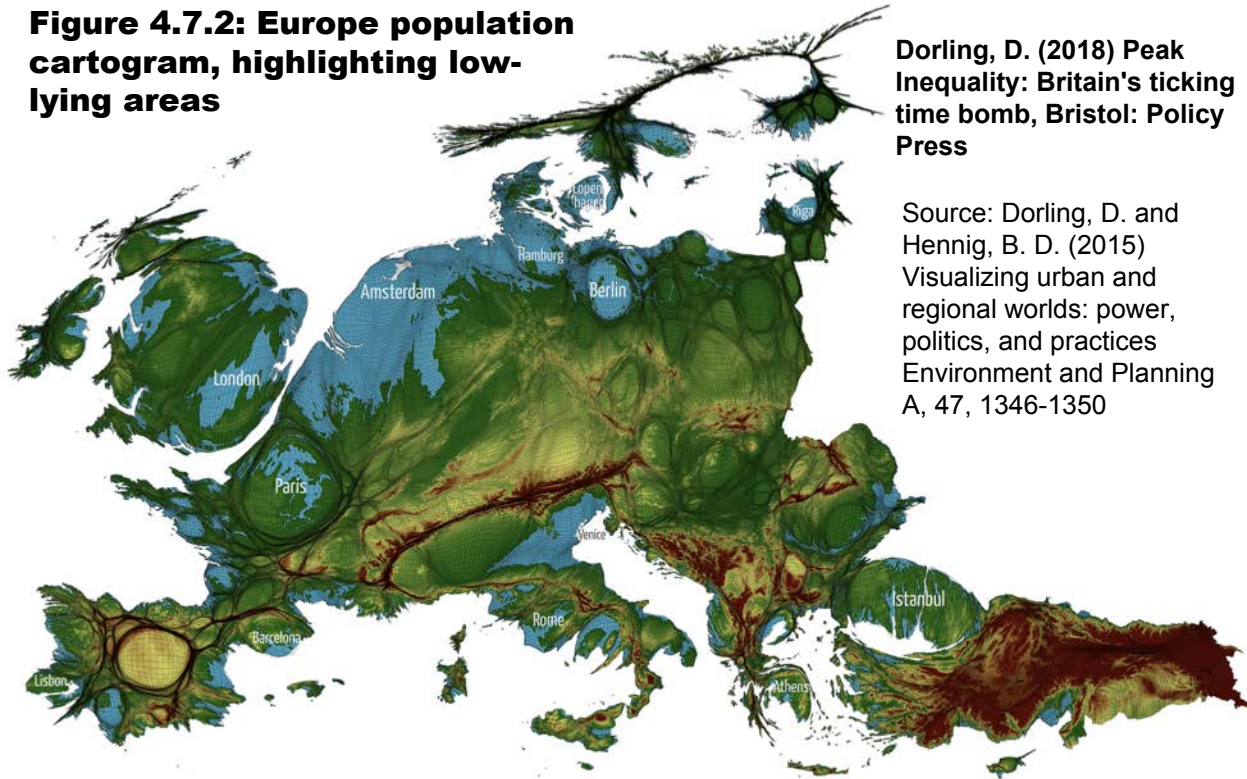 Figure 4.7.2: Europe population
cartogram, highlighting low-
lying areas
Dorling, D. (2018) Peak
Inequality: Britain's ticking
time bomb, Bristol: Policy
Press
Source: Dorling, D. and
Hennig, B. D. (2015)
Visualizing urban and
regional worlds: power,
politics, and practices
Environment and Planning
A, 47, 1346-1350
Copen
hagen
Riga
Hamburg
Amsterdam
Berlin
London
Paris
Venice
Istanbul
Rome
Barcelona
Lisbon
Athens